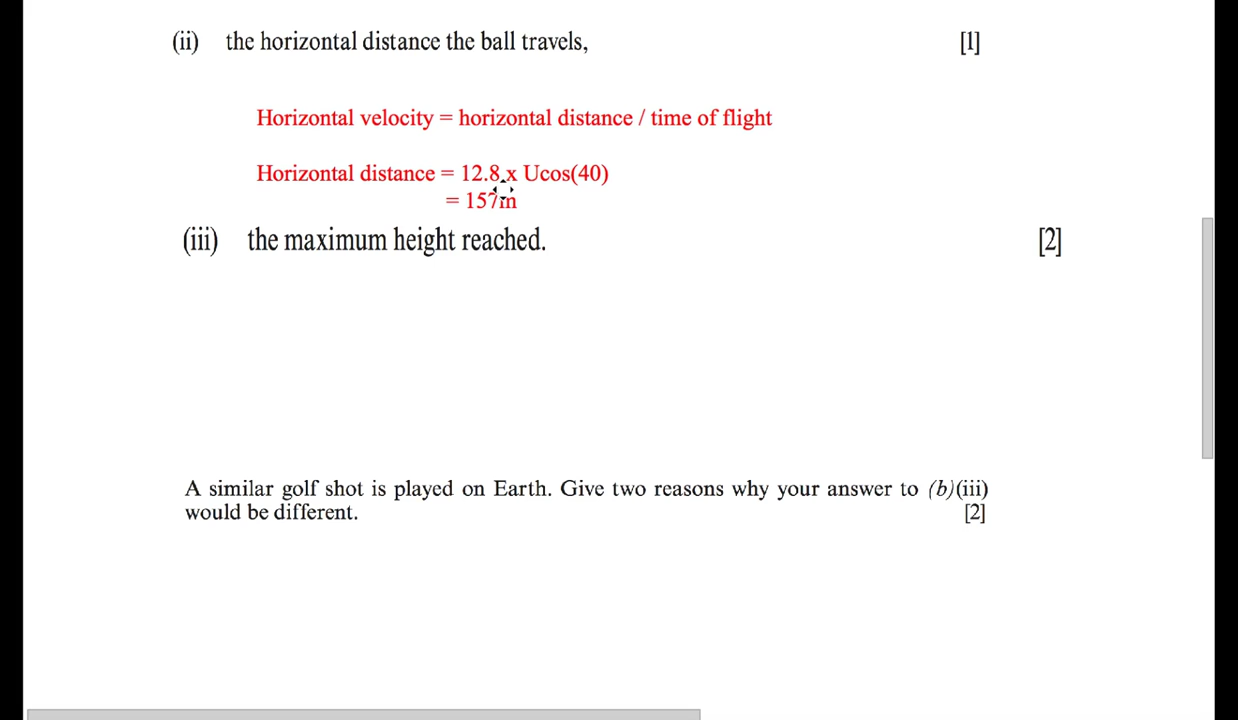 (ii) the horizontal distance the ball travels, [1]
Horizontal velocity = horizontal distance / time of flight
Horizontal distance = 12.8 x Ucos(40)
= 157m
(iii) the maximum height reached. [2]
A similar golf shot is played on Earth. Give two reasons why your answer to (b)(iii)
would be different. [2]